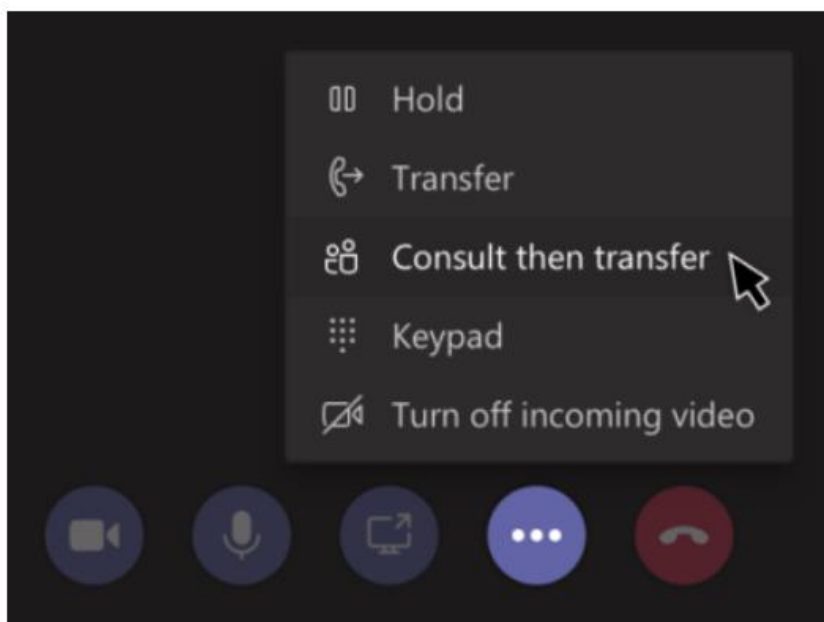 Hold
Transfer
Consult then transfer
Keypad
Turn off incoming video